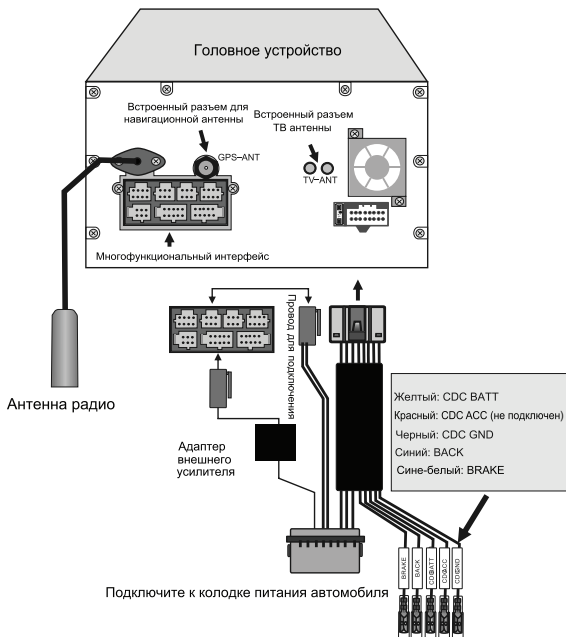 Головное устройство
Встроенный разъем для
навигационной антенны
Встроенный разъем
ТВ антенны
GPS–ANT
TV–ANT
Многофункциональный интерфейс
Провод для подключения
Антенна радио
Адаптер
внешнего
усилителя
Желтый: CDC BATT
Красный: CDC ACC (не подключен)
Черный: CDC GND
Синий: BACK
Сине-белый: BRAKE
BRAKE
BACK
CDCBATT
CDCACC
CDCGND
Подключите к колодке питания автомобиля